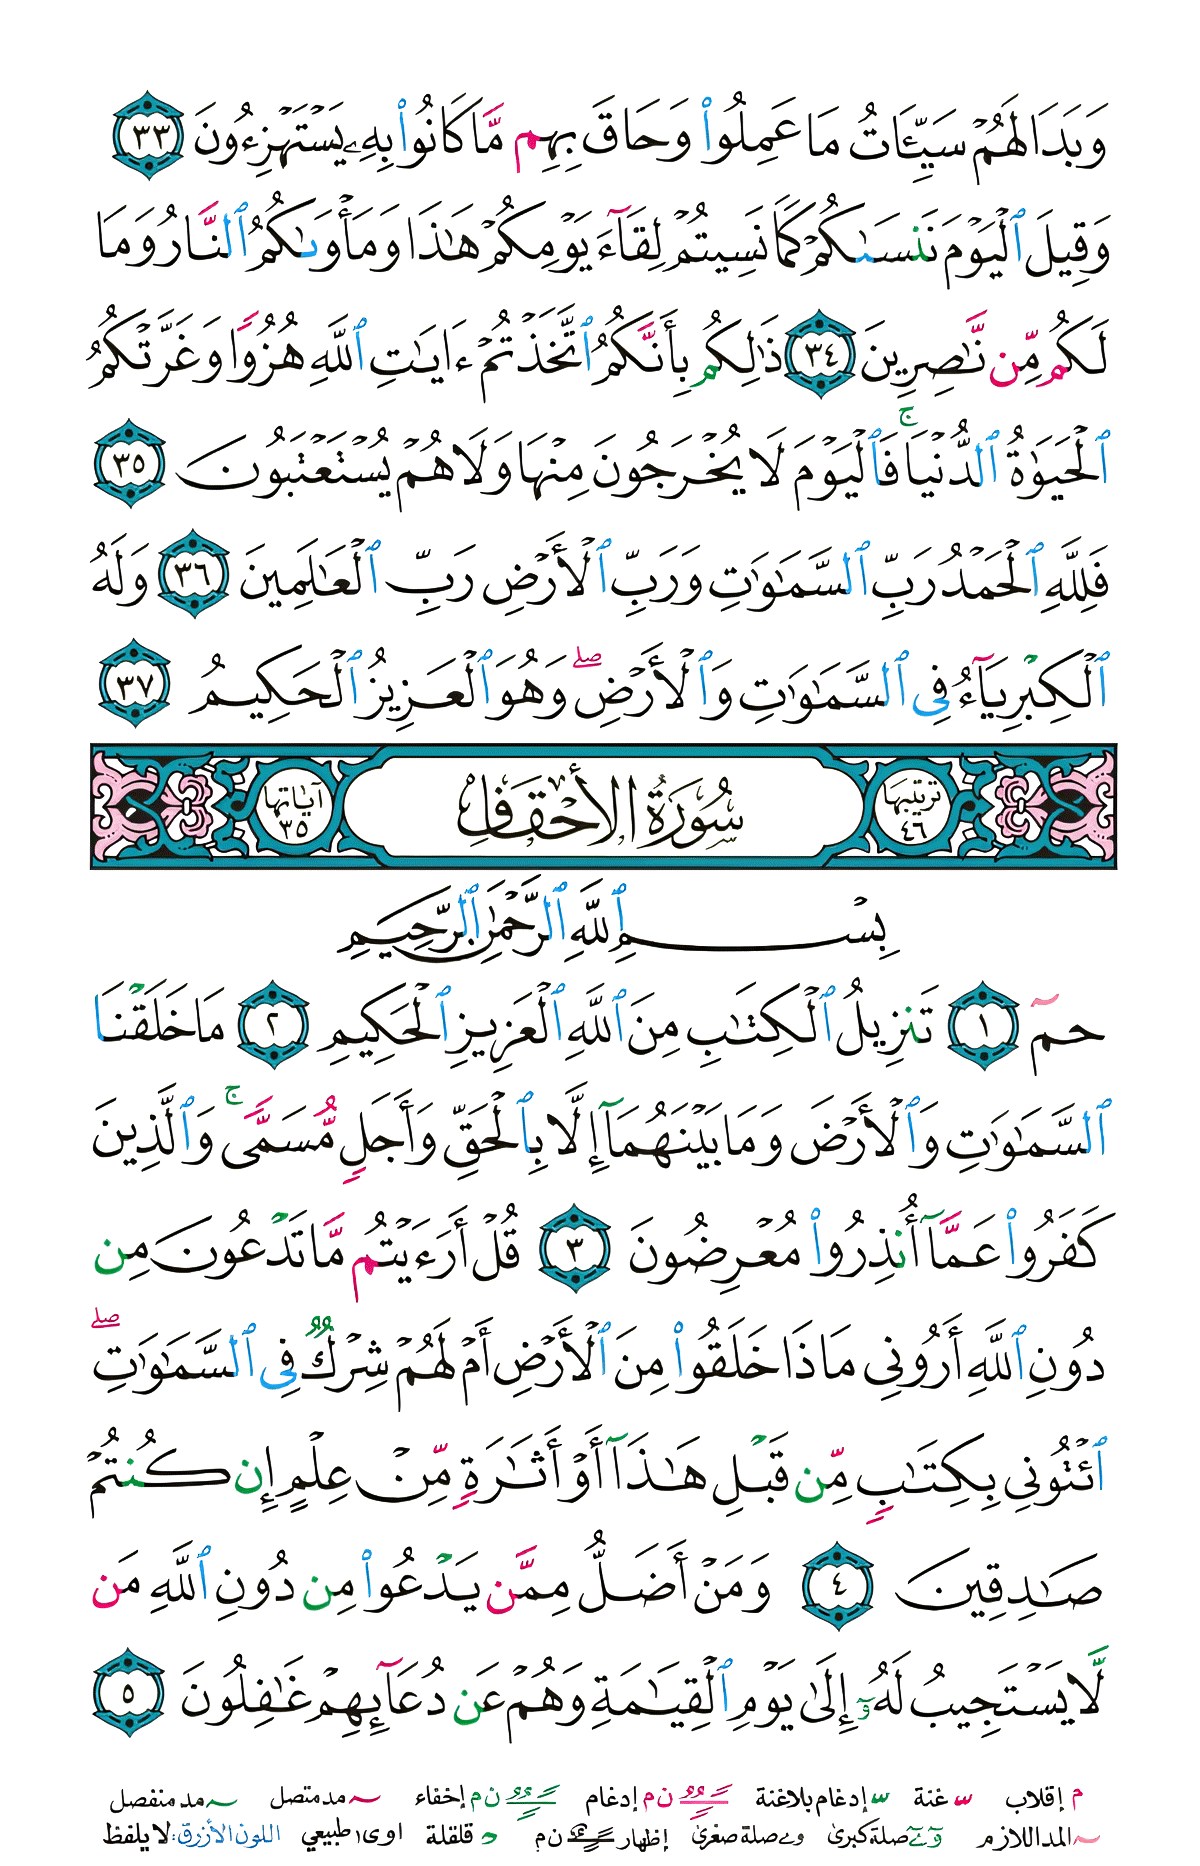 وَبَدَا لَهُمْ سَيِّـَٔاتُ مَا عَمِلُوا۟ وَحَاقَ بِهِم مَّا كَانُوا۟ بِهِۦ يَسْتَهْزِءُونَ ٣٣
وَقِيلَ ٱلْيَوْمَ نَنسَىٰكُمْ كَمَا نَسِيتُمْ لِقَآءَ يَوْمِكُمْ هَـٰذَا وَمَأْوَىٰكُمُ ٱلنَّارُ وَمَا
لَكُم مِّن نَّـٰصِرِينَ ٣٤ ذَٰلِكُم بِأَنَّكُمُ ٱتَّخَذْتُمْ ءَايَـٰتِ ٱللَّهِ هُزُوًا وَغَرَّتْكُمُ
ٱلْحَيَوٰةُ ٱلدُّنْيَا ۚ فَٱلْيَوْمَ لَا يُخْرَجُونَ مِنْهَا وَلَا هُمْ يُسْتَعْتَبُونَ ٣٥
فَلِلَّهِ ٱلْحَمْدُ رَبِّ ٱلسَّمَـٰوَٰتِ وَرَبِّ ٱلْأَرْضِ رَبِّ ٱلْعَـٰلَمِينَ ٣٦ وَلَهُ
ٱلْكِبْرِيَآءُ فِى ٱلسَّمَـٰوَٰتِ وَٱلْأَرْضِ ۖ وَهُوَ ٱلْعَزِيزُ ٱلْحَكِيمُ ٣٧
ترتيبها ٤٦ سُورَةُ الأَحْقَافِ آياتها ٣٥
بِسْمِ ٱللَّهِ ٱلرَّحْمَـٰنِ ٱلرَّحِيمِ
حمٓ ١ تَنزِيلُ ٱلْكِتَـٰبِ مِنَ ٱللَّهِ ٱلْعَزِيزِ ٱلْحَكِيمِ ٢ مَا خَلَقْنَا
ٱلسَّمَـٰوَٰتِ وَٱلْأَرْضَ وَمَا بَيْنَهُمَآ إِلَّا بِٱلْحَقِّ وَأَجَلٍ مُّسَمًّى ۚ وَٱلَّذِينَ
كَفَرُوا۟ عَمَّآ أُنذِرُوا۟ مُعْرِضُونَ ٣ قُلْ أَرَءَيْتُم مَّا تَدْعُونَ مِن
دُونِ ٱللَّهِ أَرُونِى مَاذَا خَلَقُوا۟ مِنَ ٱلْأَرْضِ أَمْ لَهُمْ شِرْكٌ فِى ٱلسَّمَـٰوَٰتِ ۖ
ٱئْتُونِى بِكِتَـٰبٍ مِّن قَبْلِ هَـٰذَآ أَوْ أَثَـٰرَةٍ مِّنْ عِلْمٍ إِن كُنتُمْ
صَـٰدِقِينَ ٤ وَمَنْ أَضَلُّ مِمَّن يَدْعُوا۟ مِن دُونِ ٱللَّهِ مَن
لَّا يَسْتَجِيبُ لَهُۥٓ إِلَىٰ يَوْمِ ٱلْقِيَـٰمَةِ وَهُمْ عَن دُعَآئِهِمْ غَـٰفِلُونَ ٥
م إقلاب ّ غنة ّ إدغام بلاغنة ن م إدغام ن م إخفاء ~ مد متصل ~ مد منفصل
~ المد اللازم ۥٓ ےٓ صلة كبرى و ے صلة صغرى إظهار ن م د قلقلة ا و ى ا طبيعي اللون الأزرق: لا يلفظ